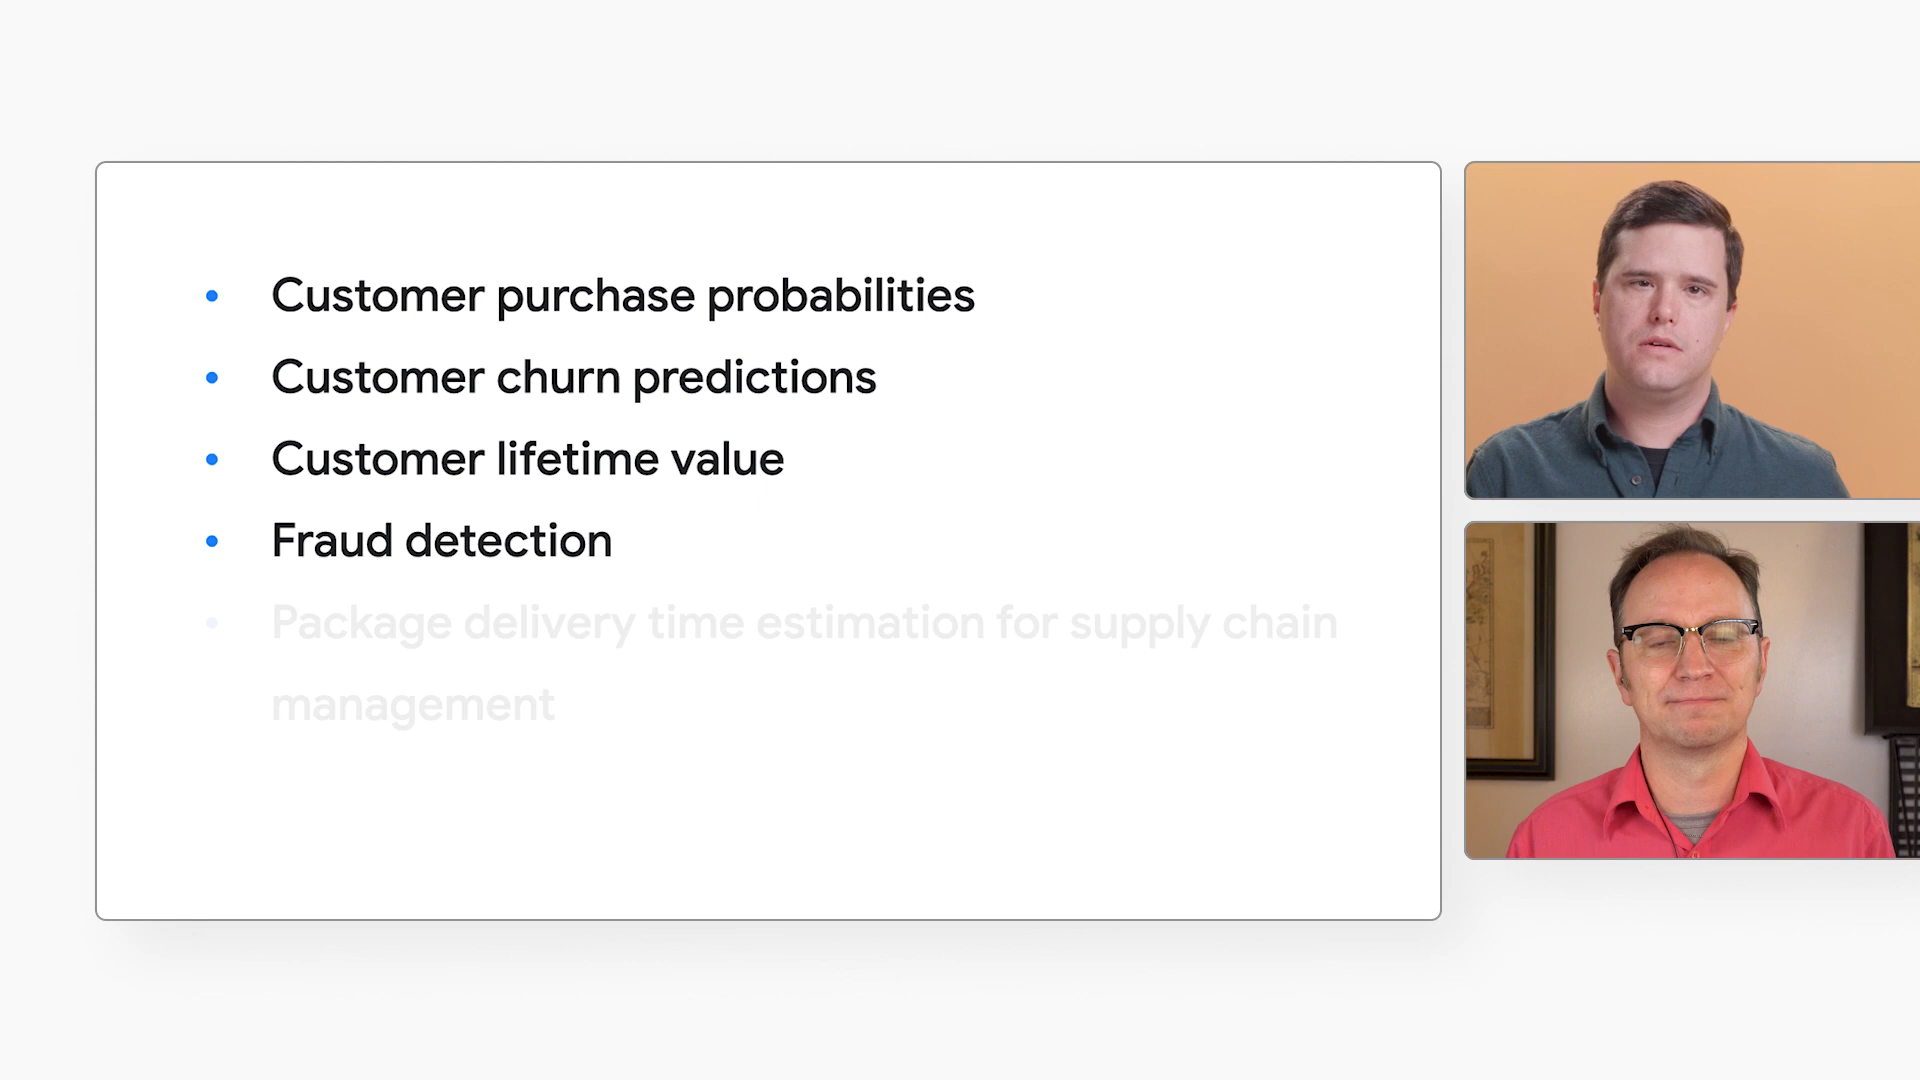 Customer purchase probabilities
Customer churn predictions
Customer lifetime value
Fraud detection
Package delivery time estimation for supply chain
management